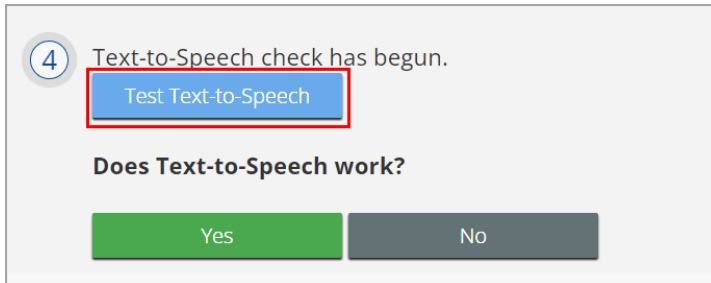 4
Text-to-Speech check has begun.
Test Text-to-Speech
Does Text-to-Speech work?
Yes No